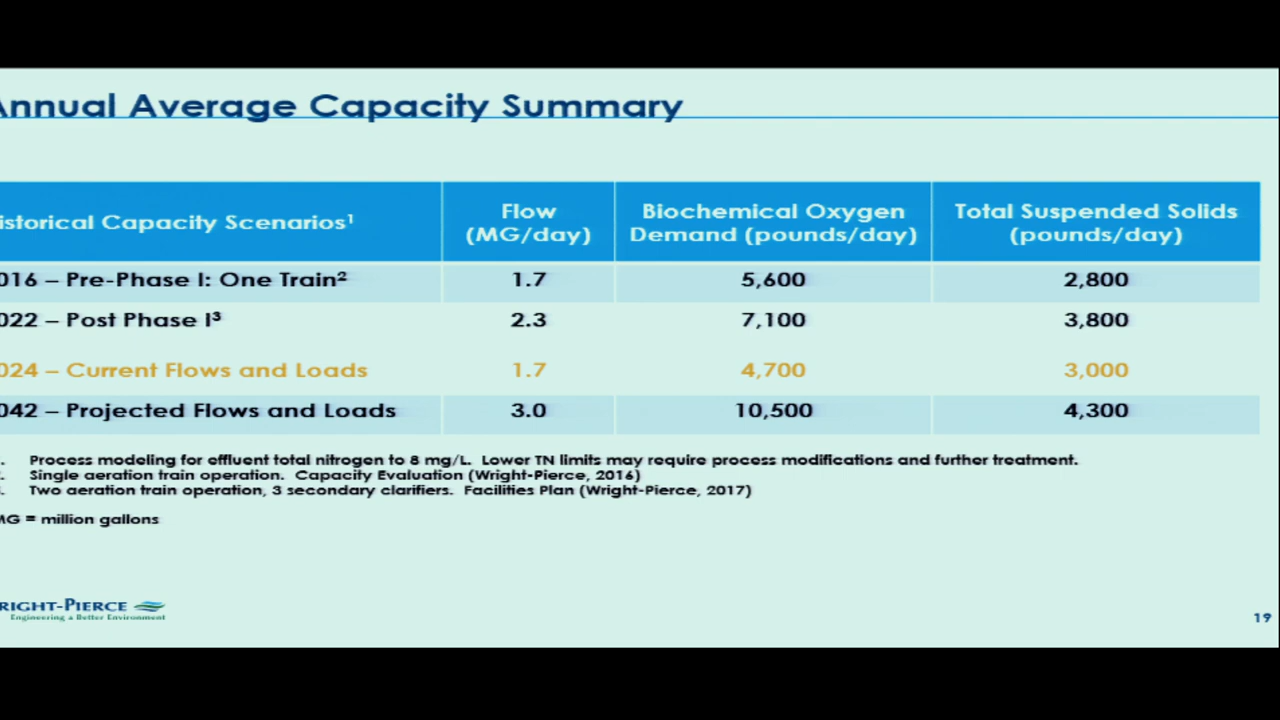 Annual Average Capacity Summary
istorical Capacity Scenarios¹ Flow (MG/day) Biochemical Oxygen Demand (pounds/day) Total Suspended Solids (pounds/day)
016 – Pre-Phase I: One Train² 1.7 5,600 2,800
022 – Post Phase I³ 2.3 7,100 3,800
024 – Current Flows and Loads 1.7 4,700 3,000
042 – Projected Flows and Loads 3.0 10,500 4,300
. Process modeling for effluent total nitrogen to 8 mg/L. Lower TN limits may require process modifications and further treatment.
. Single aeration train operation. Capacity Evaluation (Wright-Pierce, 2016)
. Two aeration train operation, 3 secondary clarifiers. Facilities Plan (Wright-Pierce, 2017)
MG = million gallons
RIGHT-PIERCE
Engineering a Better Environment
19